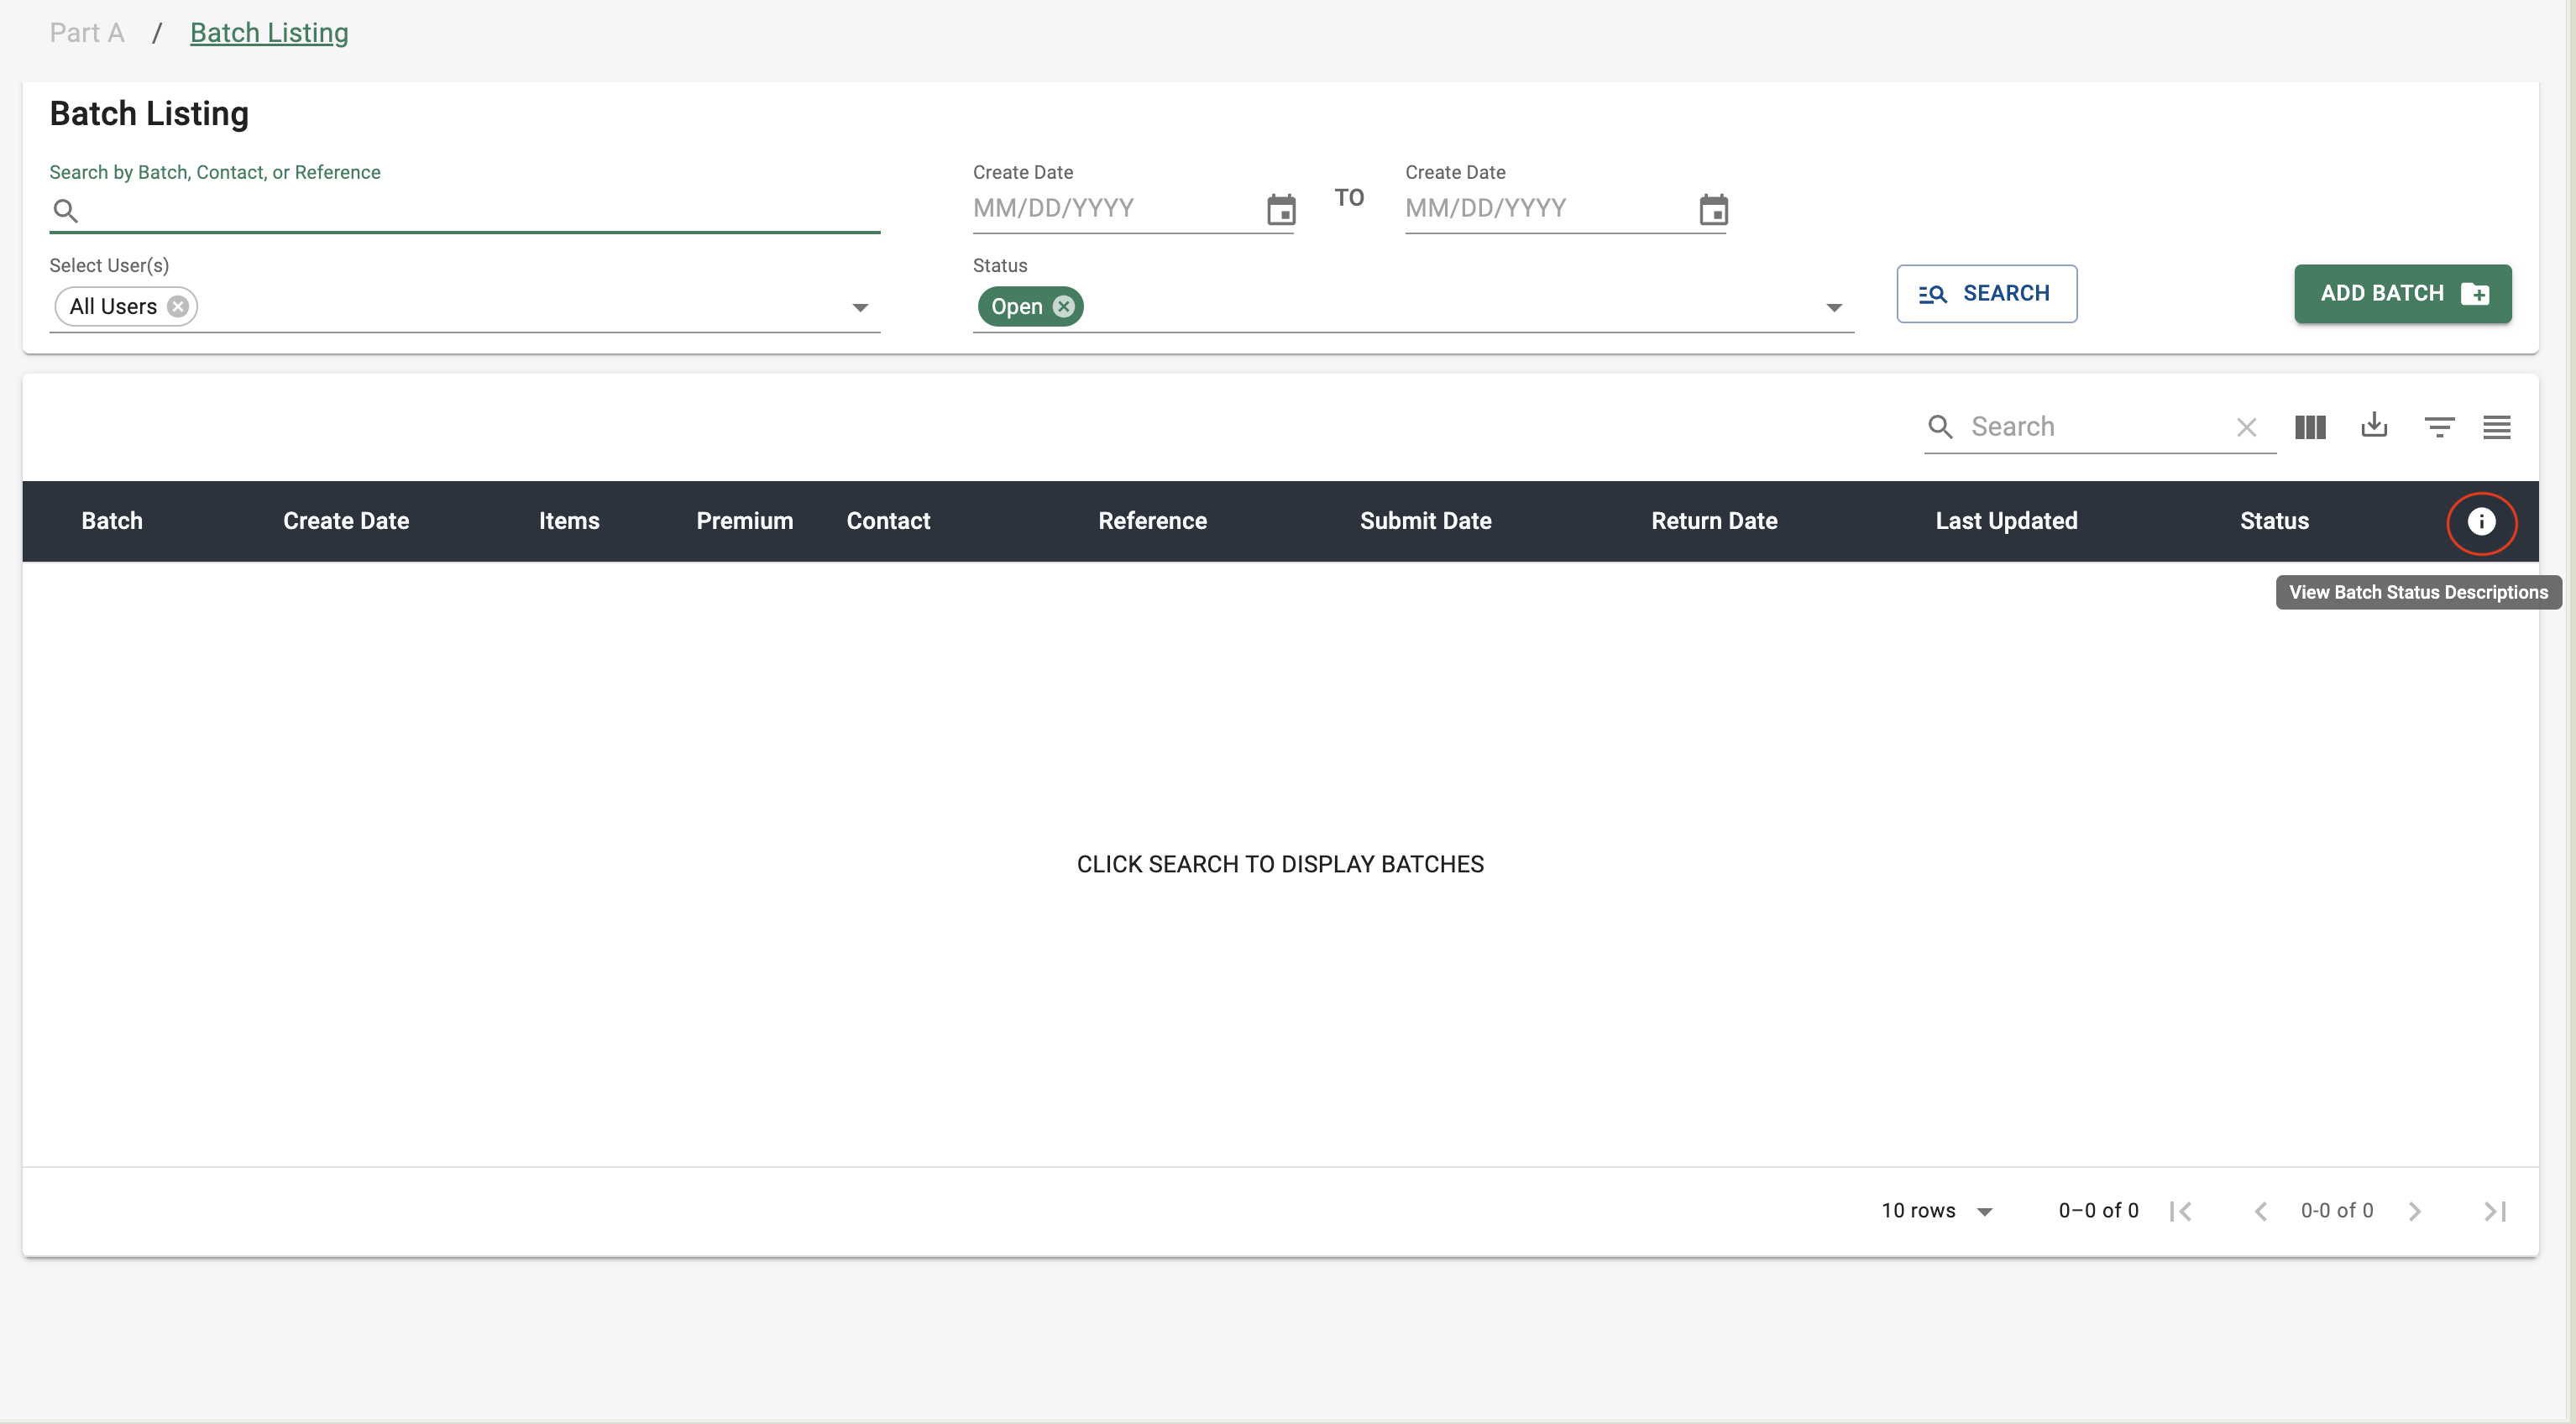 Part A / Batch Listing
Batch Listing
Search by Batch, Contact, or Reference
Create Date
MM/DD/YYYY
TO
Create Date
MM/DD/YYYY
Select User(s)
All Users
Status
Open
SEARCH
ADD BATCH
Search
Batch Create Date Items Premium Contact Reference Submit Date Return Date Last Updated Status
View Batch Status Descriptions
CLICK SEARCH TO DISPLAY BATCHES
10 rows 0–0 of 0 0-0 of 0